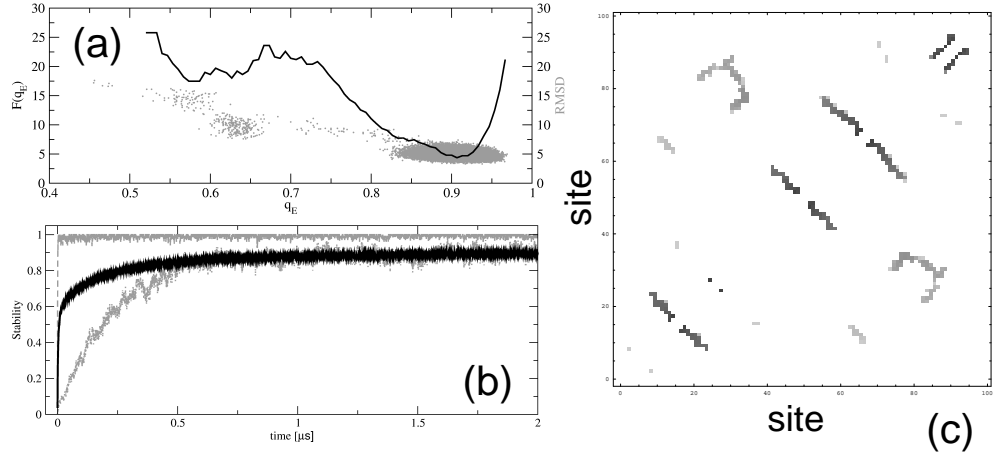 (a)
30
25
20
15
10
5
0
F(q_E)
30
25
20
15
10
5
0
RMSD
0.4 0.5 0.6 0.7 0.8 0.9 1
q_E
(b)
1
0.8
0.6
0.4
0.2
0
Stability
0 0.5 1 1.5 2
time [μs]
100
80
60
40
20
0
site
0 20 40 60 80 100
site
(c)